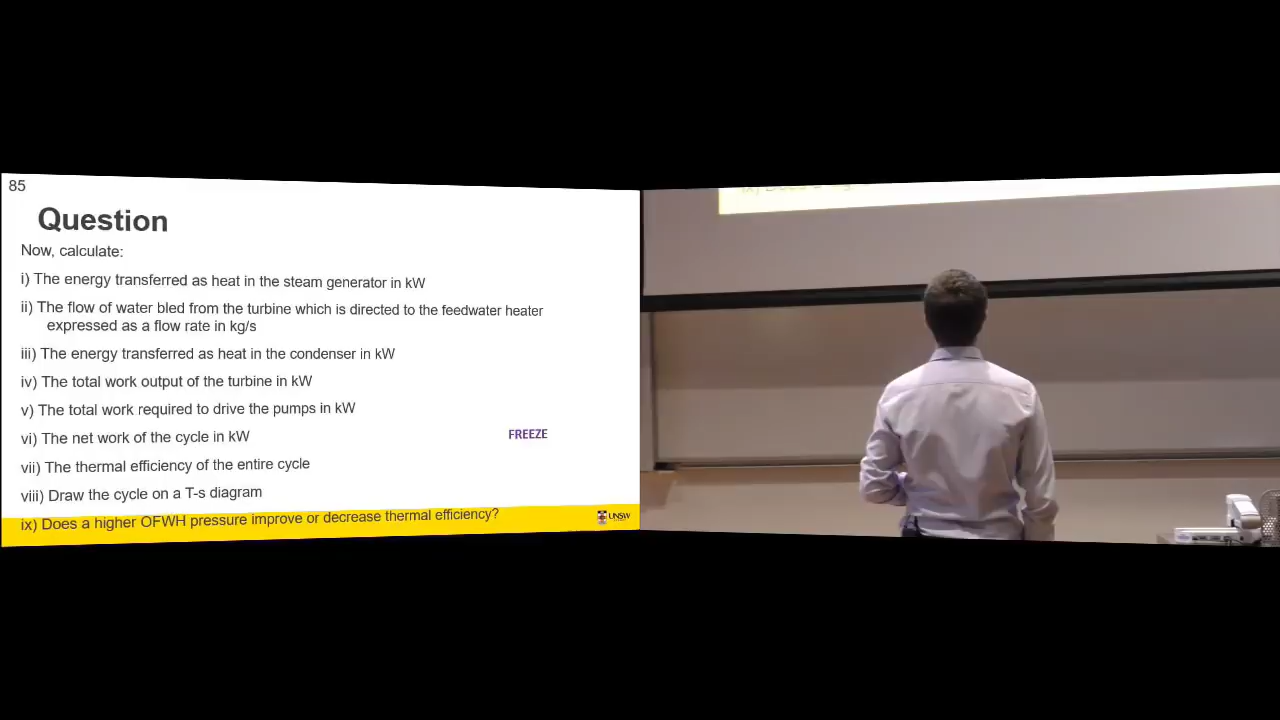 85
Question
Now, calculate:
i) The energy transferred as heat in the steam generator in kW
ii) The flow of water bled from the turbine which is directed to the feedwater heater
expressed as a flow rate in kg/s
iii) The energy transferred as heat in the condenser in kW
iv) The total work output of the turbine in kW
v) The total work required to drive the pumps in kW
vi) The net work of the cycle in kW
FREEZE
vii) The thermal efficiency of the entire cycle
viii) Draw the cycle on a T-s diagram
ix) Does a higher OFWH pressure improve or decrease thermal efficiency?
UNSW